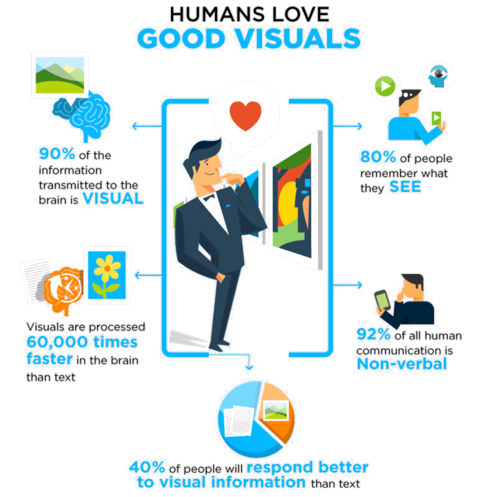 HUMANS LOVE
GOOD VISUALS
90% of the
information
transmitted to the
brain is VISUAL
80% of people
remember what
they SEE
Visuals are processed
60,000 times
faster in the brain
than text
92% of all human
communication is
Non-verbal
40% of people will respond better
to visual information than text